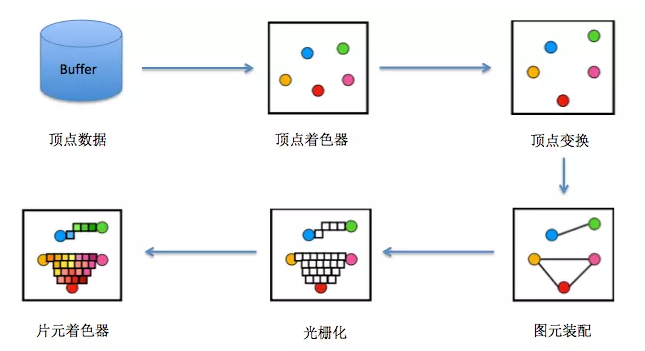 Buffer
顶点数据
顶点着色器
顶点变换
片元着色器
光栅化
图元装配